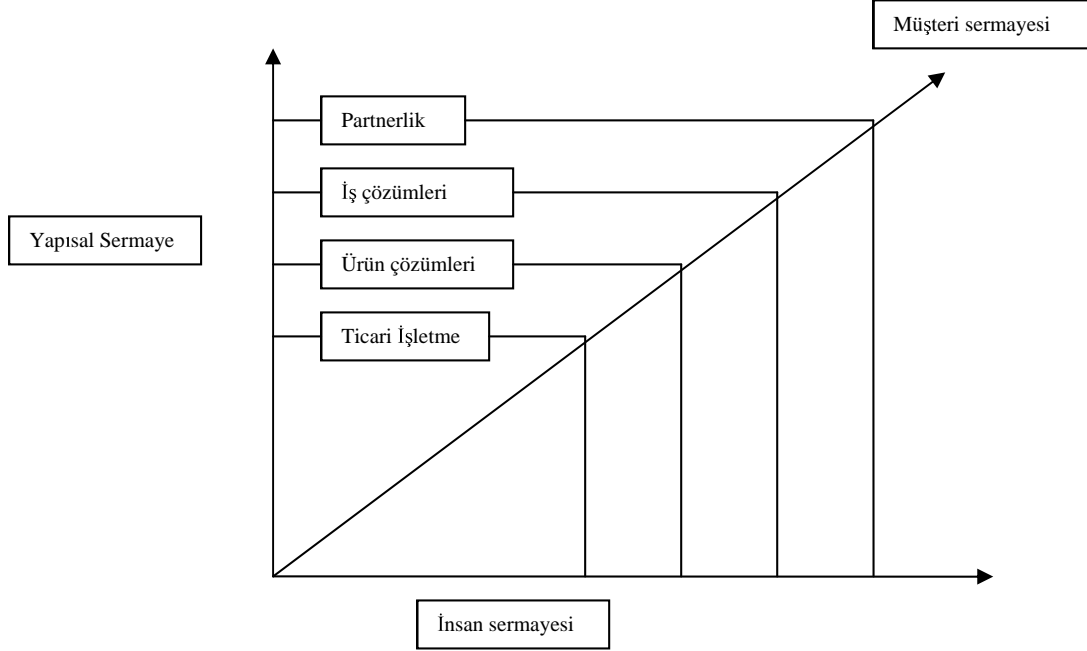 Müşteri sermayesi
Partnerlik
İş çözümleri
Yapısal Sermaye
Ürün çözümleri
Ticari İşletme
İnsan sermayesi